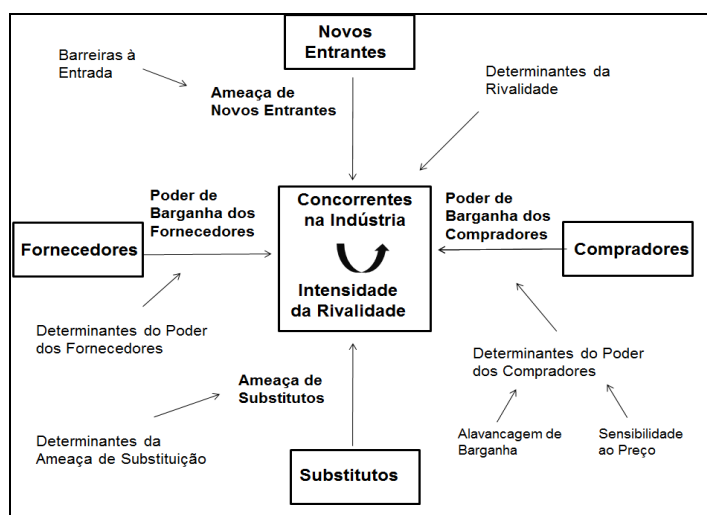 Novos
Entrantes
Barreiras à
Entrada
Ameaça de
Novos Entrantes
Determinantes da
Rivalidade
Poder de
Barganha dos
Fornecedores
Fornecedores
Concorrentes
na Indústria
Intensidade
da Rivalidade
Poder de
Barganha dos
Compradores
Compradores
Determinantes do Poder
dos Fornecedores
Determinantes do Poder
dos Compradores
Ameaça de
Substitutos
Determinantes da
Ameaça de Substituição
Alavancagem de
Barganha
Sensibilidade
ao Preço
Substitutos